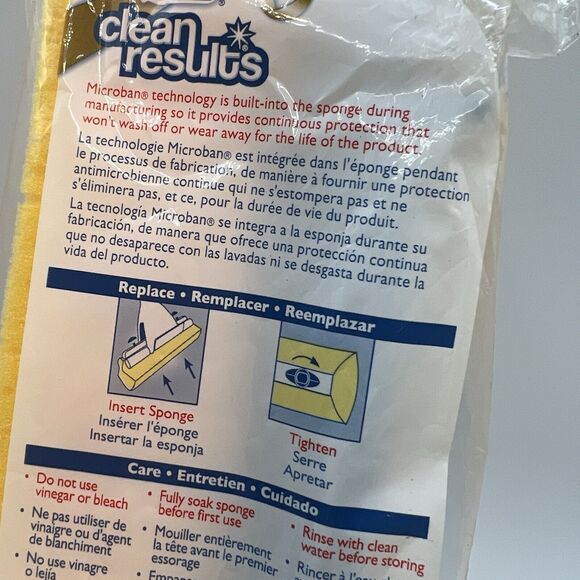 clean
results®
Microban® technology is built-into the sponge during
manufacturing so it provides continuous protection that
won't wash off or wear away for the life of the product.
La technologie Microban® est intégrée dans l'éponge pendant
le processus de fabrication, de manière à fournir une protection
antimicrobienne continue qui ne s'estompera pas et ne
s'éliminera pas, et ce, pour la durée de vie du produit.
La tecnología Microban® se integra a la esponja durante su
fabricación, de manera que ofrece una protección continua
que no desaparece con las lavadas ni se desgasta durante la
vida del producto.
Replace • Remplacer • Reemplazar
Insert Sponge
Insérer l'éponge
Insertar la esponja
Tighten
Serre
Apretar
Care • Entretien • Cuidado
• Do not use
vinegar or bleach
• Ne pas utiliser de
vinaigre ou d'agent
de blanchiment
• No use vinagre
o lejía
• Fully soak sponge
before first use
• Mouiller entièrement
la tête avant le premier
essorage
• Rinse with clean
water before storing
• Rincer à